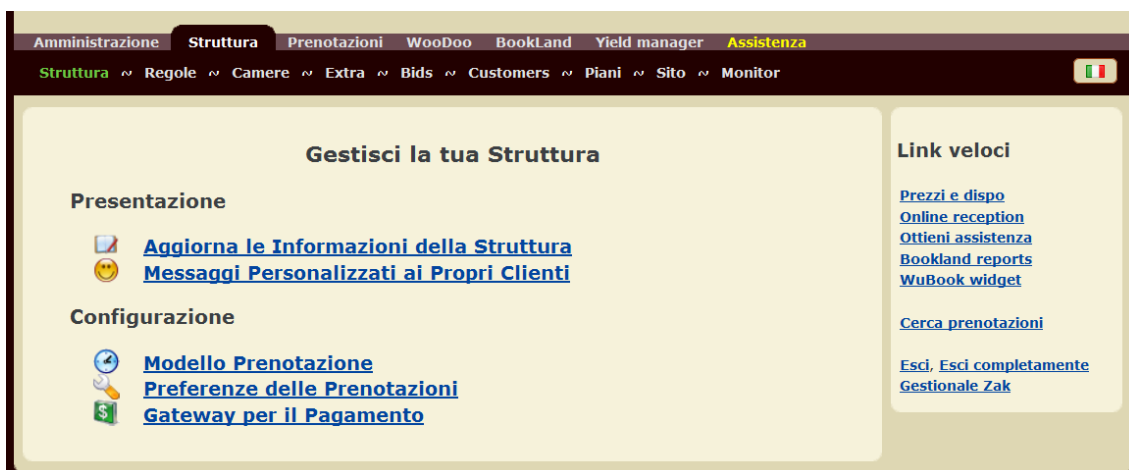 Amministrazione Struttura Prenotazioni WooDoo BookLand Yield manager Assistenza
Struttura ~ Regole ~ Camere ~ Extra ~ Bids ~ Customers ~ Piani ~ Sito ~ Monitor
Gestisci la tua Struttura
Presentazione
Aggiorna le Informazioni della Struttura
Messaggi Personalizzati ai Propri Clienti
Configurazione
Modello Prenotazione
Preferenze delle Prenotazioni
$ Gateway per il Pagamento
Link veloci
Prezzi e dispo
Online reception
Ottieni assistenza
Bookland reports
WuBook widget
Cerca prenotazioni
Esci, Esci completamente
Gestionale Zak